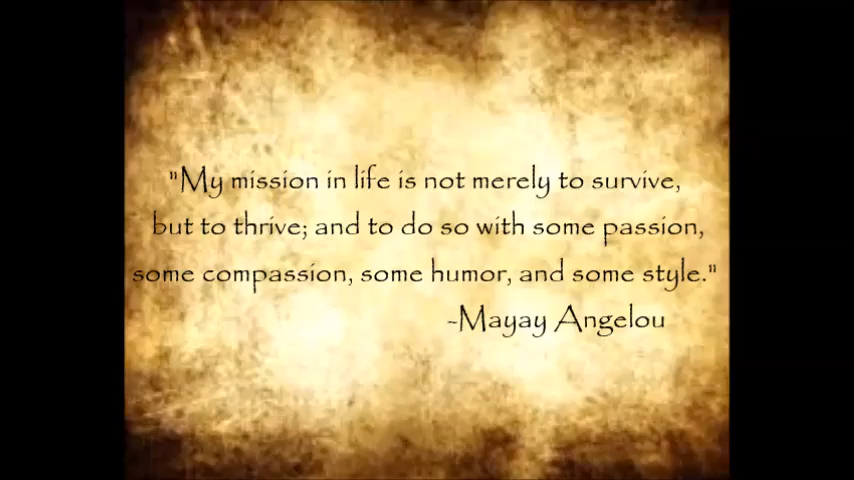 "My mission in life is not merely to survive,
but to thrive; and to do so with some passion,
some compassion, some humor, and some style."
-Mayay Angelou